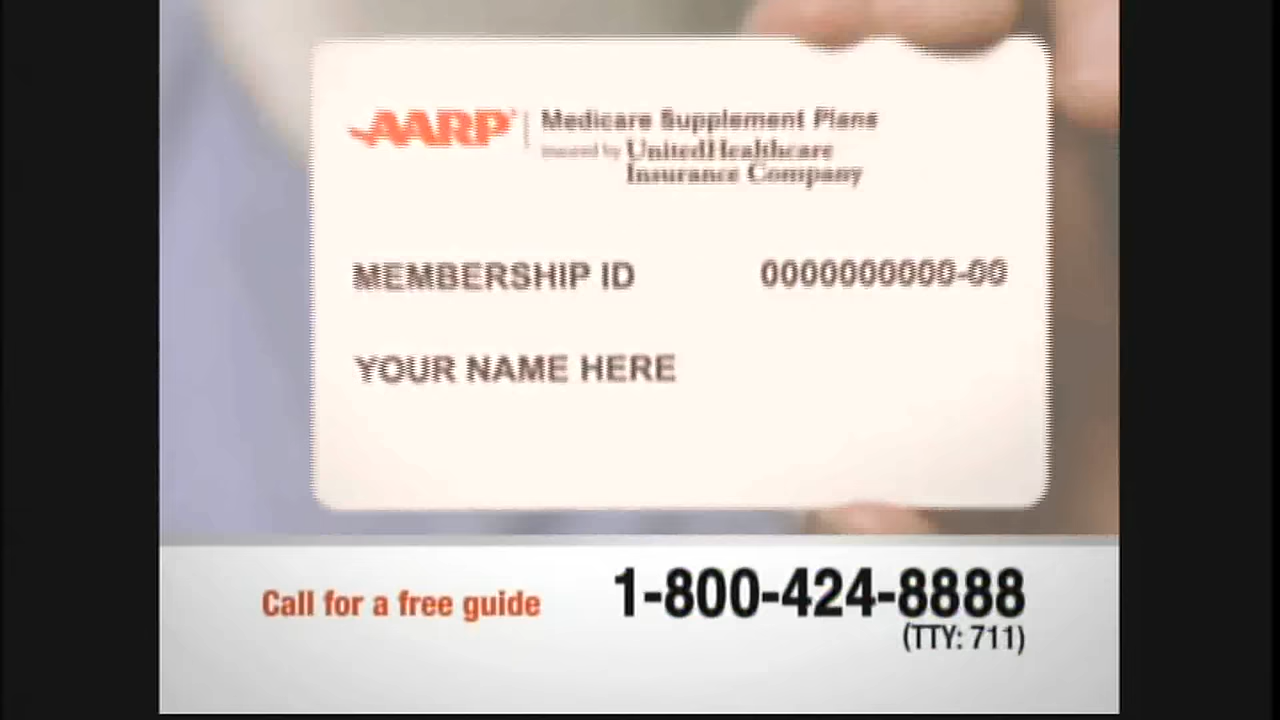 AARP | Medicare Supplement Plans
insured by UnitedHealthcare
Insurance Company
MEMBERSHIP ID 0000000000-00
YOUR NAME HERE
Call for a free guide 1-800-424-8888
(TTY: 711)